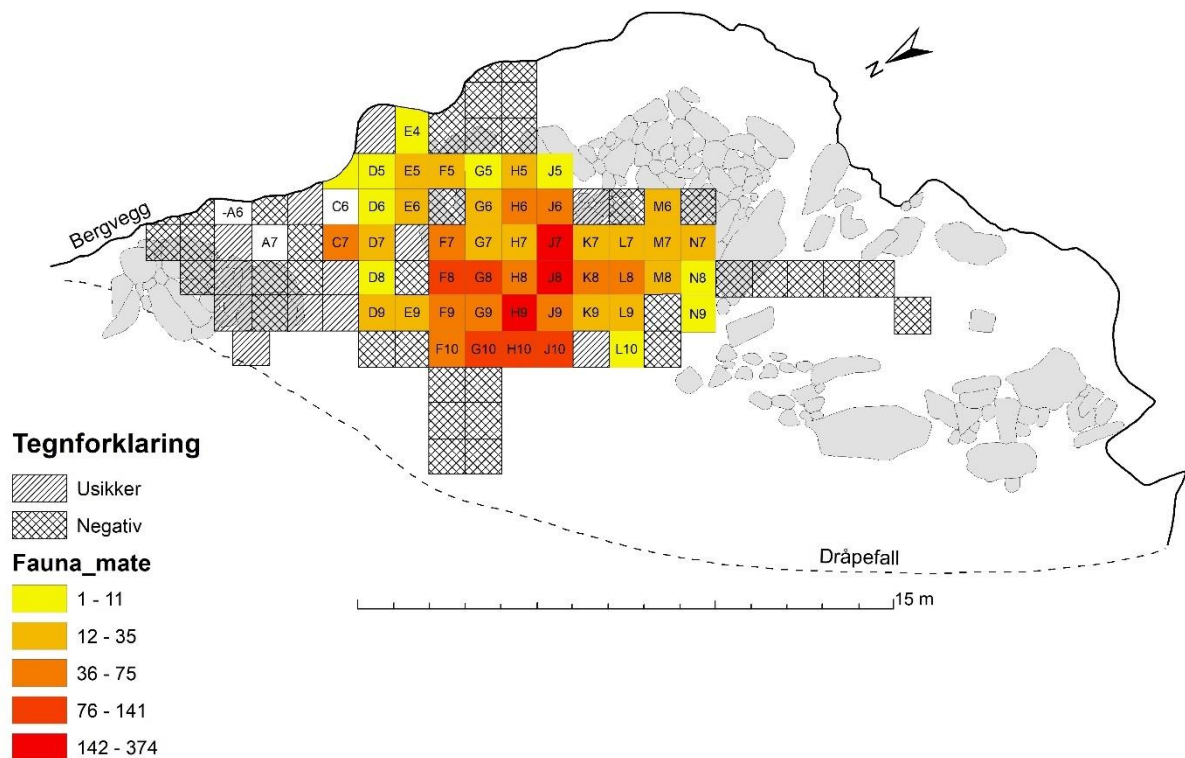 N
E4
D5 E5 F5 G5 H5 J5
Bergvegg
-A6 C6 D6 E6 G6 H6 J6 M6
A7 C7 D7 F7 G7 H7 J7 K7 L7 M7 N7
D8 F8 G8 H8 J8 K8 L8 M8 N8
D9 E9 F9 G9 H9 J9 K9 L9 N9
F10 G10 H10 J10 L10
Dråpefall
15 m
Tegnforklaring
Usikker
Negativ
Fauna_mate
1 - 11
12 - 35
36 - 75
76 - 141
142 - 374